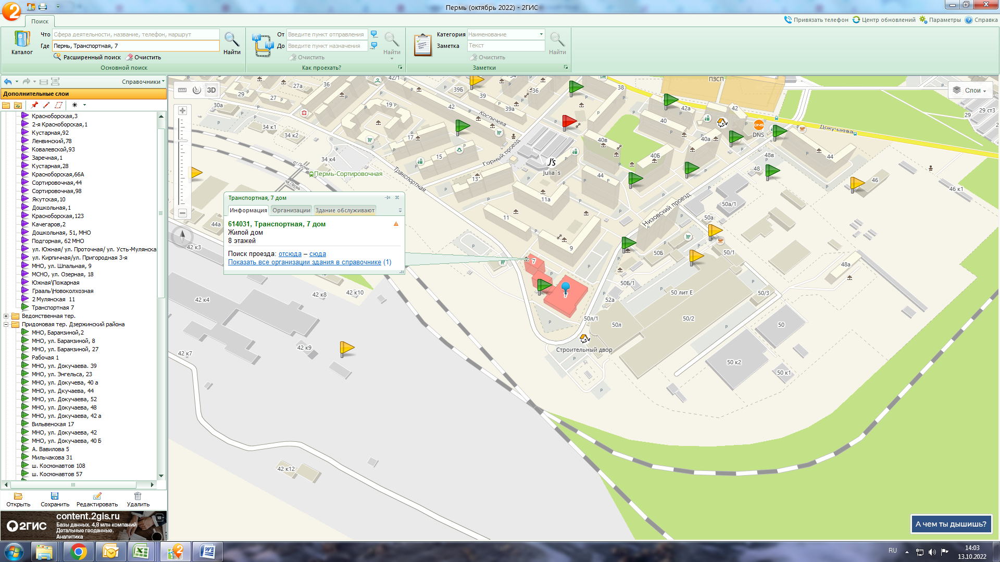 Пермь (октябрь 2022) - 2ГИС
Поиск
Привязать телефон
Центр обновлений
Параметры
Справка
Что
Сфера деятельности, название, телефон, маршрут
Где
Пермь, Транспортная, 7
Каталог
Расширенный поиск
Очистить
Найти
Основной поиск
От
Введите пункт отправления
До
Введите пункт назначения
Очистить
Найти
Как проехать?
Категория
Наименование
Заметка
Текст
Очистить
Найти
Заметки
Справочники
Дополнительные слои
Красноборская,3
2-я Красноборская,1
Кустарная,92
Ленвинский,78
Ковалевской,93
Заречная,1
Кустарная,28
Красноборская,66А
Сортировочная,44
Сортировочная,98
Якутская,10
Дошкольная,1
Красноборская,123
Качегаров,2
Дошкольная, 51, МНО
Подгорная, 62 МНО
ул. Южная/ ул. Проточная/ ул. Усть-Мулянска
ул. Кирпичная/ул. Пригородная 3-я
МНО, ул. Шпальная, 9
МСНО, ул. Озерная, 18
Южная\Пожарная
Грааль\Новоколхозная
2 Мулянская 11
Транспортная 7
Ведомственная тер.
Придомовая тер. Дзержинский района
МНО, Барамзиной,2
МНО, ул. Барамзиной, 8
МНО, ул. Барамзиной, 27
Рабочая 1
МНО, ул. Докучаева. 39
МНО, ул. Энгельса, 23
МНО, ул. Докучева, 40 а
МНО, ул. Дкучаева, 44
МНО, ул. Докучаева, 52
МНО, ул. Докучаева, 48
МНО, ул. Докучаева, 42 а
Вильвенская 17
МНО, ул. Докучаева, 42
МНО, ул. Докучаева, 40 Б
А. Вавилова 5
Мильчакова 31
ш. Космонавтов 108
ш. Космонавтов 57
Открыть
Сохранить
Редактировать
Удалить
2ГИС
content.2gis.ru
18+
Базы данных. 4,8 млн компаний
Детальные геоданные.
Аналитика
3D
Слои
ПЗСП
42/1
36
27а
29
27
30а
19
39Б
39
39а
36
38
42
42а
42
40
40а
Костычева
Докучаева
29
29 ст3
DNS
34 к1
34 к2
34 к4
17
15
13
Горный проезд
Транспортная
от Перми
на Пермь
Пермь-Сортировочная
J's
Julia`s
40в
40Б
44
48в
48
44
46
46 к1
11а
11
9
7
Низовский проезд
50а/1
50а
50Б
50/1
48а
50Б/1
52а
50 лит Е
50/3
50л/1
50л
50/2
50
50 к2
50 к1
Строительный двор
44а
42 к3
42 к4
42 к8
42 к10
42 к9
42 к7
42 к12
Транспортная, 7 дом
Информация
Организации
Здание обслуживают
614031, Транспортная, 7 дом
Жилой дом
8 этажей
Поиск проезда: отсюда – сюда
Показать все организации здания в справочнике (1)
А чем ты дышишь?
RU
14:03
13.10.2022